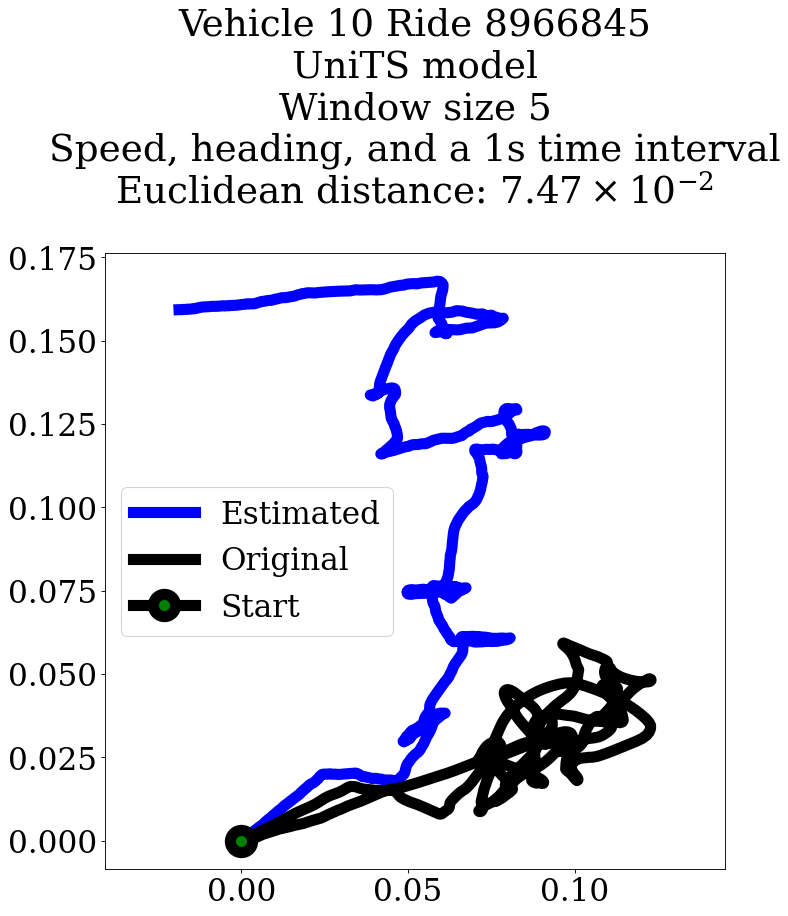 Vehicle 10 Ride 8966845
UniTS model
Window size 5
Speed, heading, and a 1s time interval
Euclidean distance: 7.47 × 10⁻²
0.175
0.150
0.125
0.100
0.075
0.050
0.025
0.000
Estimated
Original
Start
0.00 0.05 0.10